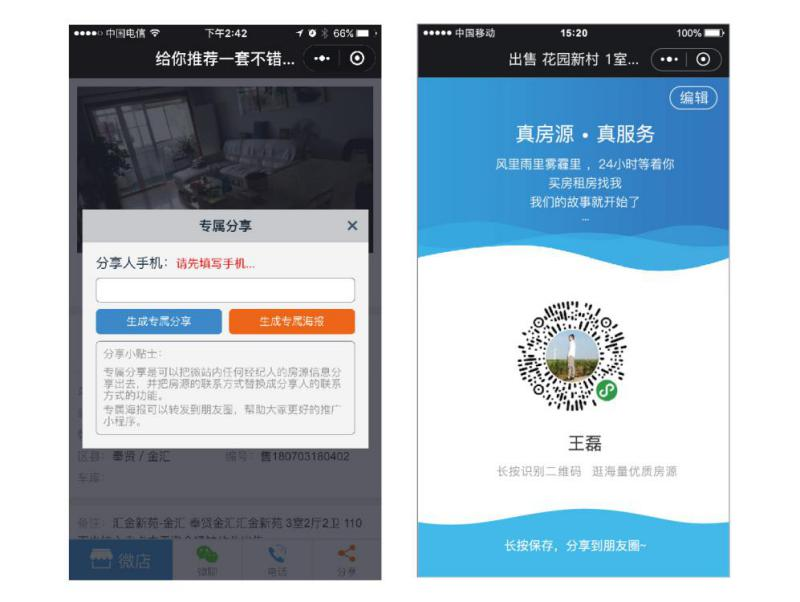 中国电信
下午2:42
66%
给你推荐一套不错...
专属分享
×
分享人手机：请先填写手机...
生成专属分享
生成专属海报
分享小贴士：
专属分享是可以把微站内任何经纪人的房源信息分
享出去，并把房源的联系方式替换成分享人的联系
方式的功能。
专属海报可以转发到朋友圈，帮助大家更好的推广
小程序。
区县：奉贤 / 金汇
编号：售180703180402
车库：
备注：汇金新苑-金汇 奉贤金汇汇金新苑 3室2厅2卫 110
微店
微聊
电话
分享
中国移动
15:20
100%
出售 花园新村 1室...
编辑
真房源·真服务
风里雨里雾霾里，24小时等着你
买房租房找我
我们的故事就开始了
...
王磊
长按识别二维码 逛海量优质房源
长按保存，分享到朋友圈~